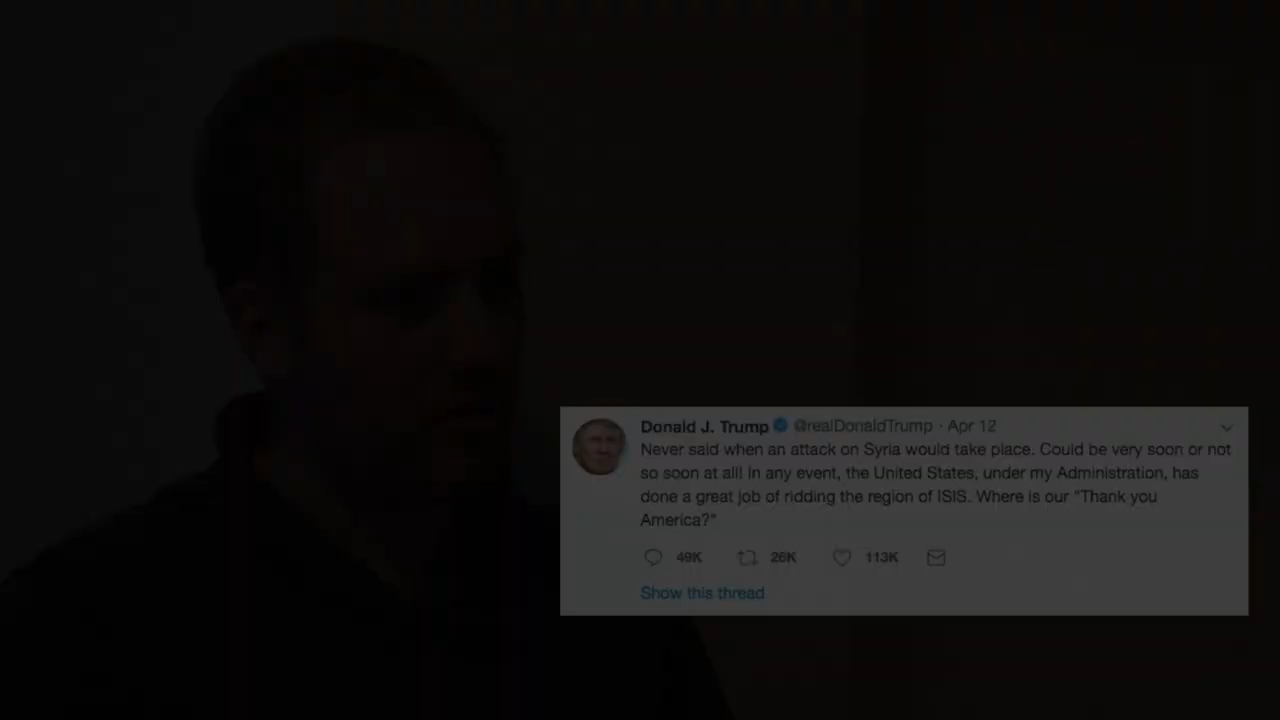 Donald J. Trump @realDonaldTrump · Apr 12
Never said when an attack on Syria would take place. Could be very soon or not
so soon at all! In any event, the United States, under my Administration, has
done a great job of ridding the region of ISIS. Where is our "Thank you
America?"
49K 26K 113K
Show this thread